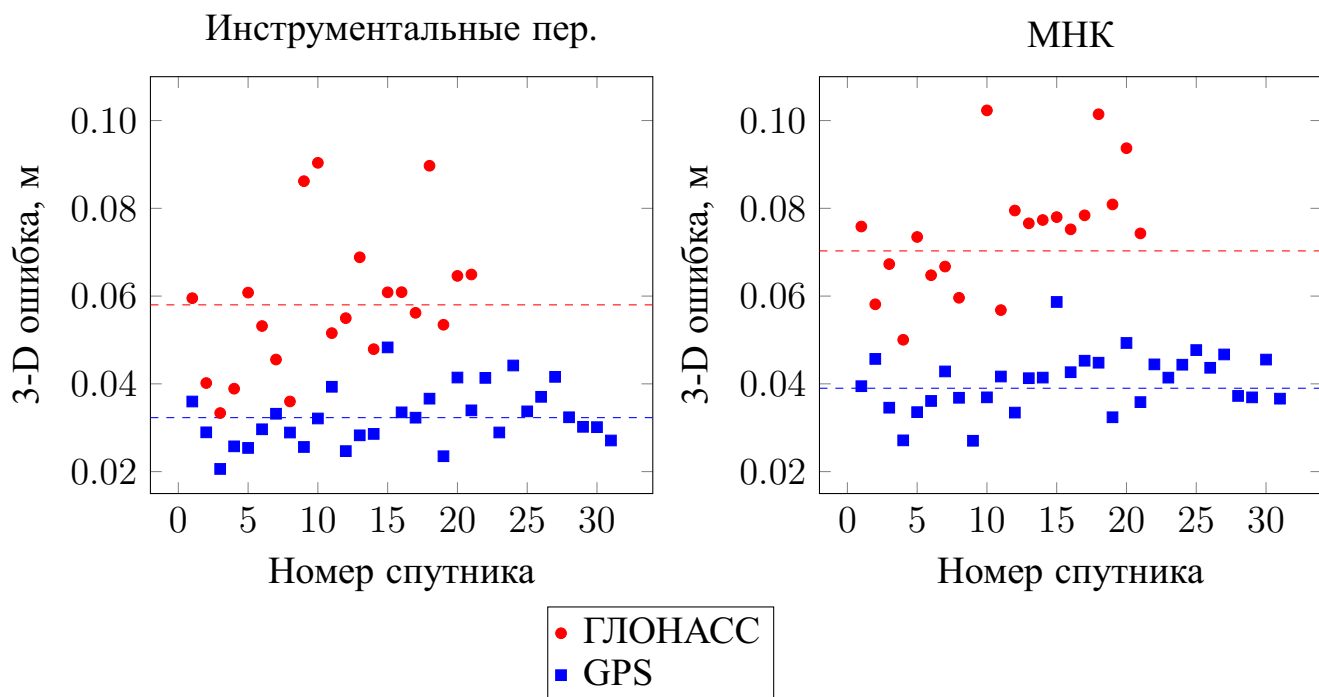 Инструментальные пер.
0.10
0.08
0.06
0.04
0.02
3-D ошибка, м
0 5 10 15 20 25 30
Номер спутника
МНК
0.10
0.08
0.06
0.04
0.02
3-D ошибка, м
0 5 10 15 20 25 30
Номер спутника
ГЛОНАСС
GPS